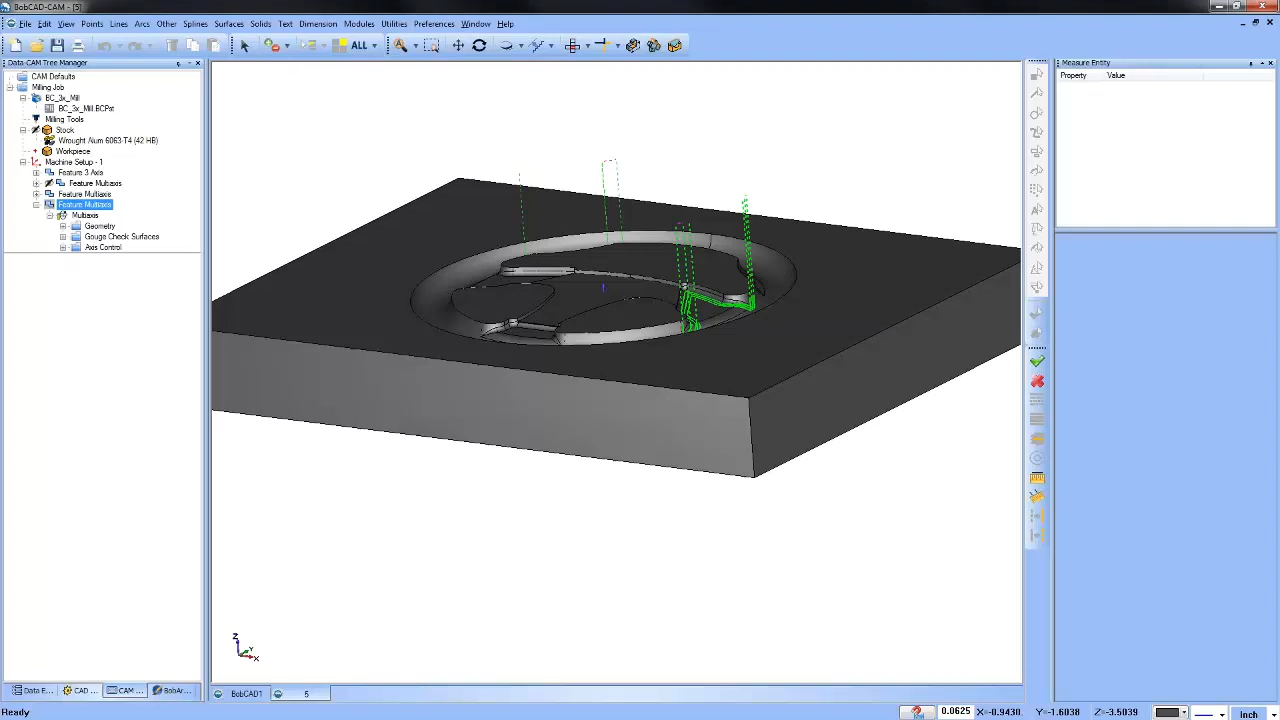 BobCAD-CAM - [5]
File Edit View Points Lines Arcs Other Splines Surfaces Solids Text Dimension Modules Utilities Preferences Window Help
ALL
Data-CAM Tree Manager
CAM Defaults
Milling Job
BC_3x_Mill
BC_3x_Mill.BCPst
Milling Tools
Stock
Wrought Alum 6063-T4 (42 HB)
Workpiece
Machine Setup - 1
Feature 3 Axis
Feature Multiaxis
Feature Multiaxis
Feature Multiaxis
Multiaxis
Geometry
Gouge Check Surfaces
Axis Control
Measure Entity
Property Value
Z
Y
X
Data E... CAD ... CAM ... BobAr...
BobCAD1 5
Ready
0.0625 X=-0.9430, Y=-1.6038 Z=-3.5039 Inch